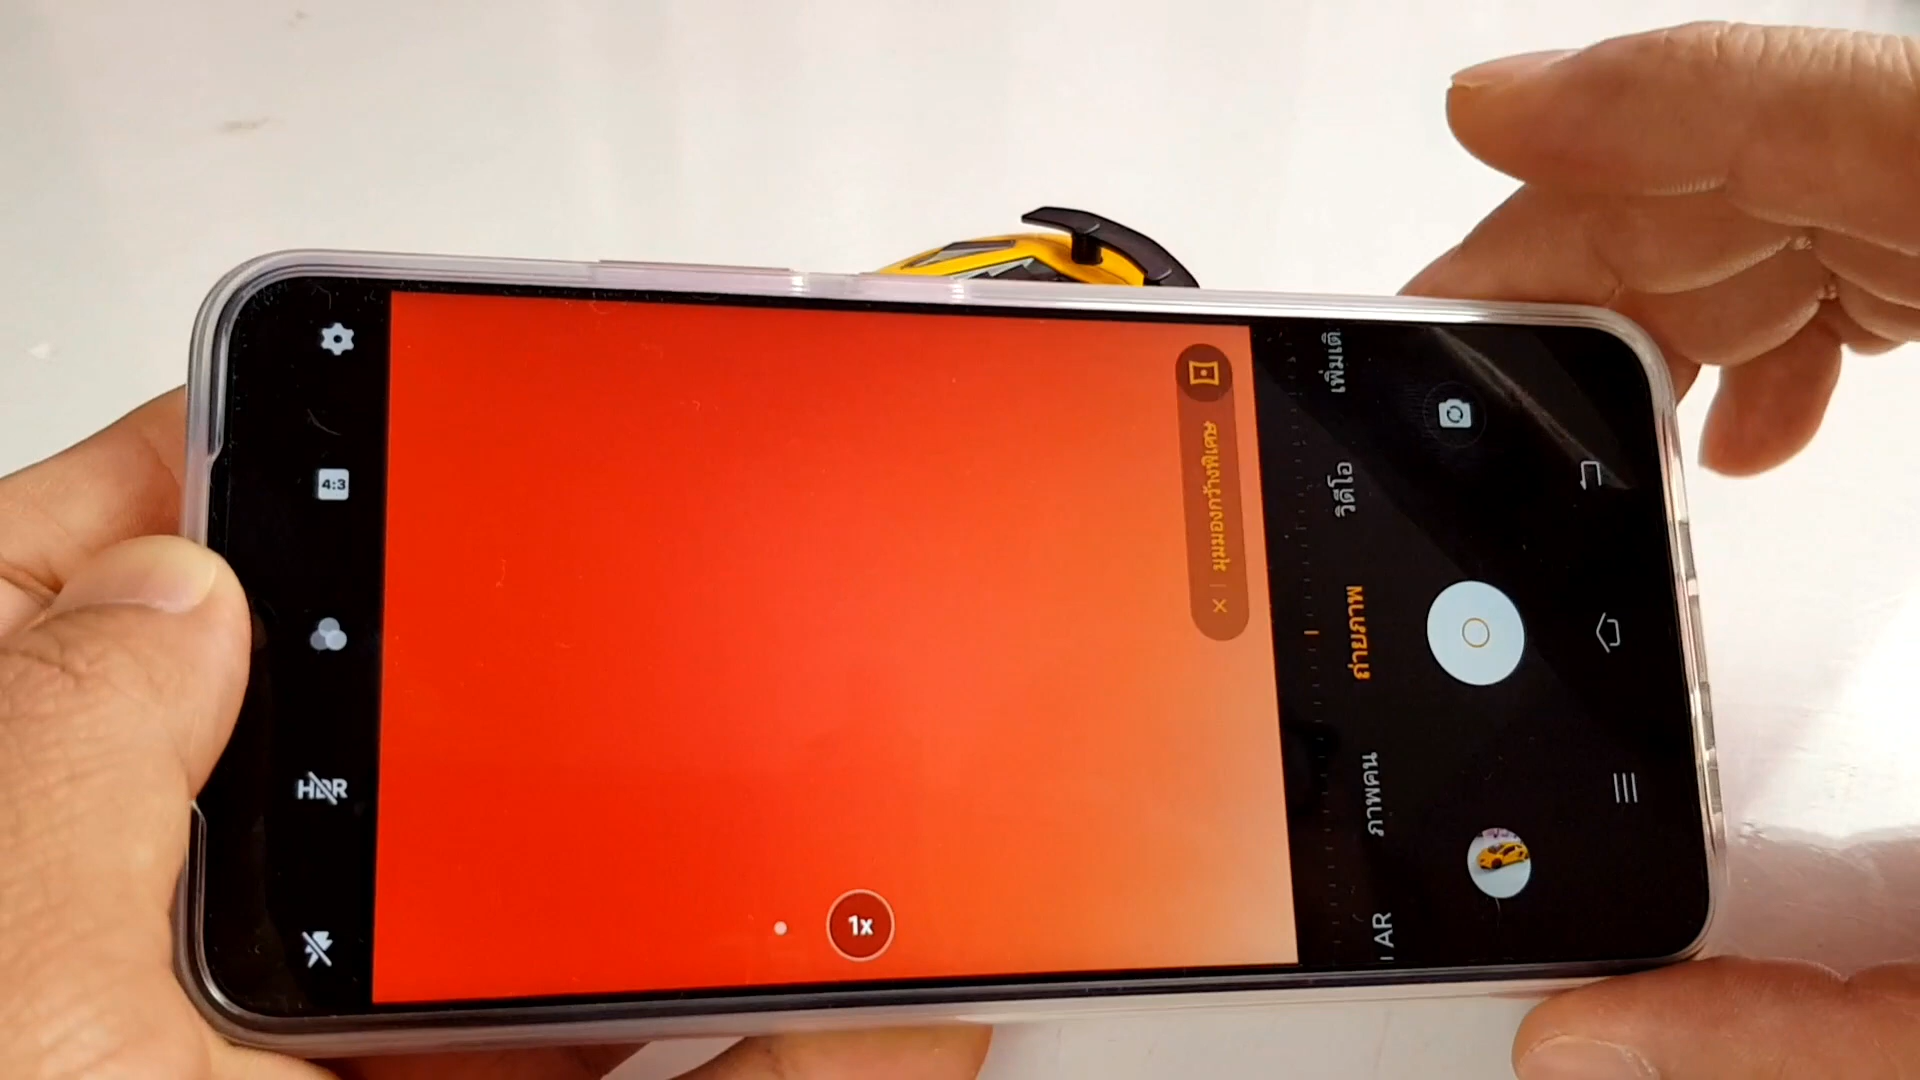 4:3
HDR
1x
× | มุมมองกว้างพิเศษ
AR
ภาพคน
ถ่ายภาพ
วิดีโอ
เพิ่มเติ